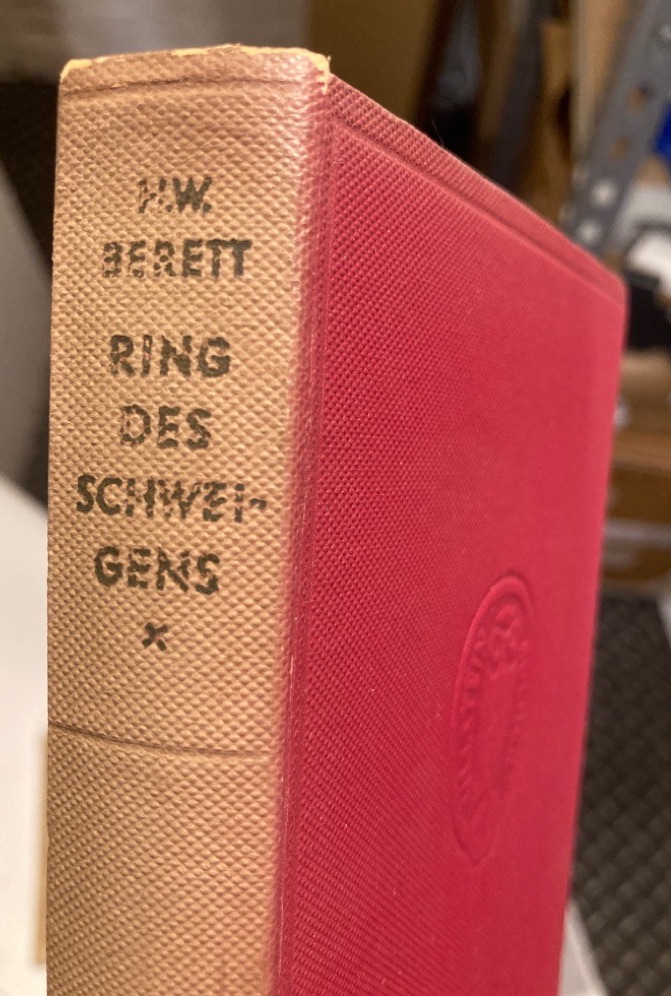 H.W.
BERETT
RING
DES
SCHWEI-
GENS
x